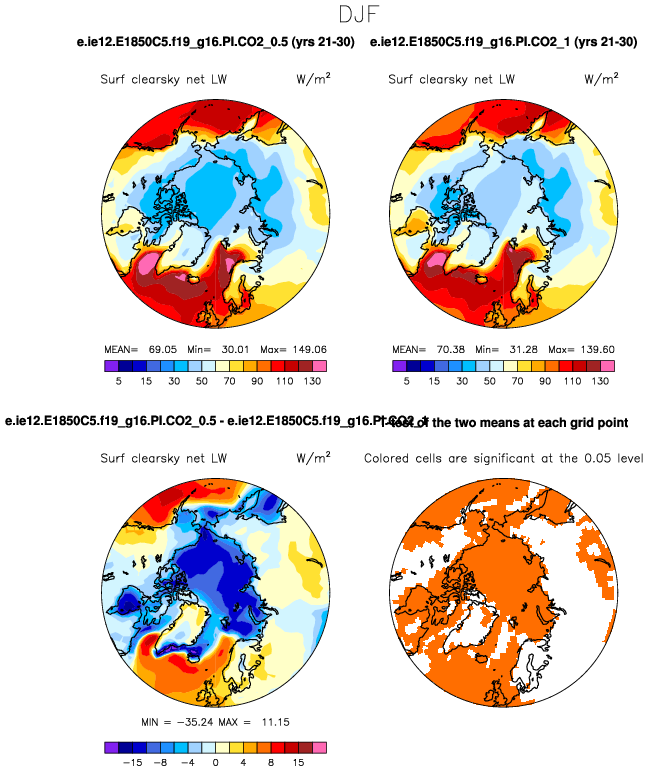 DJF
e.ie12.E1850C5.f19_g16.PI.CO2_0.5 (yrs 21-30)
e.ie12.E1850C5.f19_g16.PI.CO2_1 (yrs 21-30)
Surf clearsky net LW W/m²
Surf clearsky net LW W/m²
MEAN= 69.05 Min= 30.01 Max= 149.06
5 15 30 50 70 90 110 130
MEAN= 70.38 Min= 31.28 Max= 139.60
5 15 30 50 70 90 110 130
e.ie12.E1850C5.f19_g16.PI.CO2_0.5 - e.ie12.E1850C5.f19_g16.PI.CO2_1
T-test of the two means at each grid point
Surf clearsky net LW W/m²
Colored cells are significant at the 0.05 level
MIN = -35.24 MAX = 11.15
-15 -8 -4 0 4 8 15